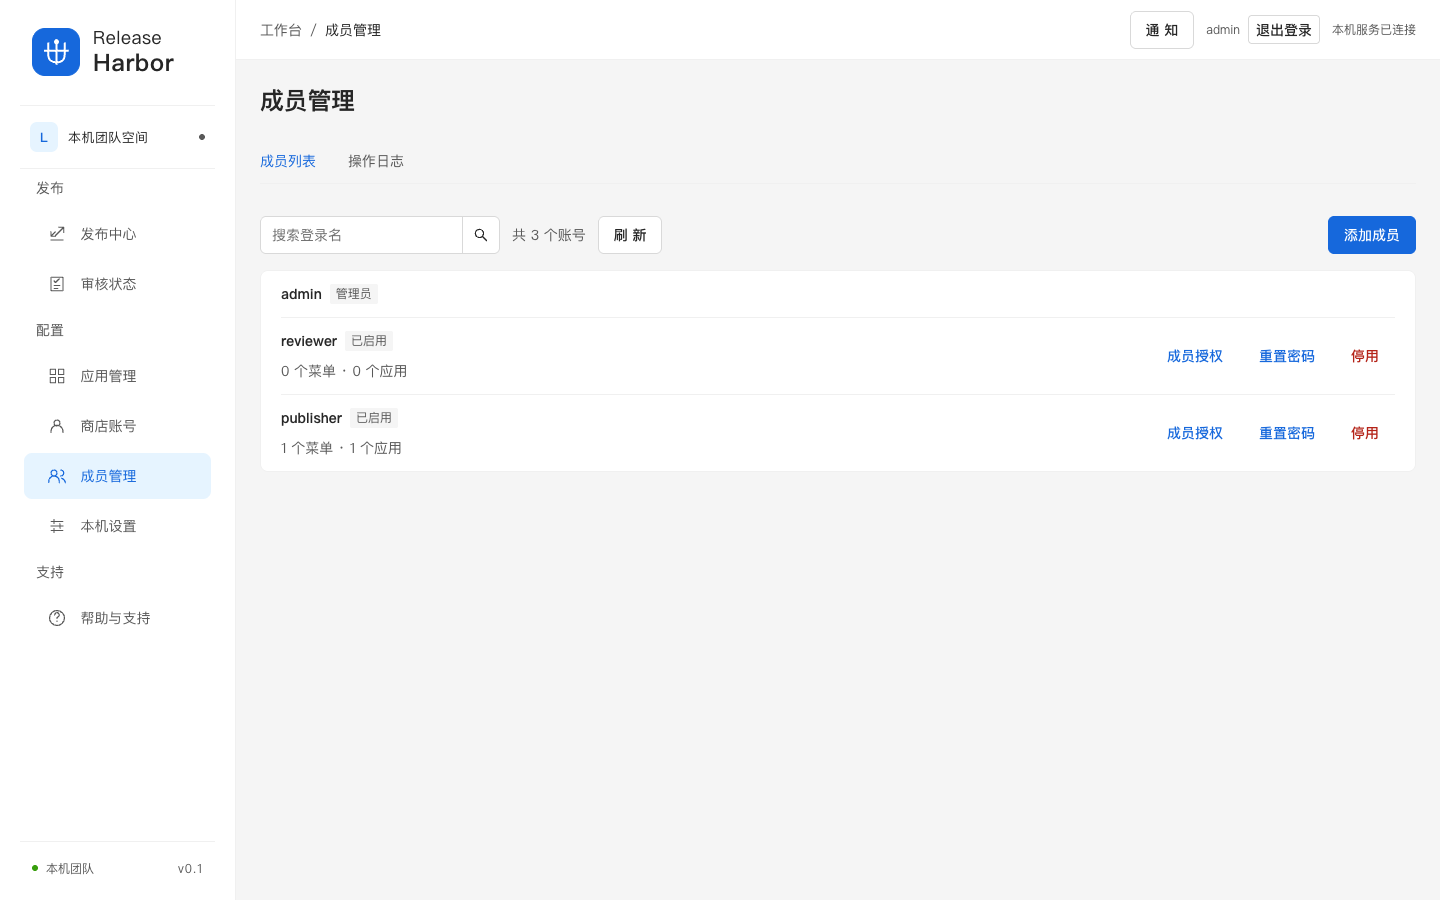 Release
Harbor
L 本机团队空间
发布
发布中心
审核状态
配置
应用管理
商店账号
成员管理
本机设置
支持
帮助与支持
本机团队 v0.1
工作台 / 成员管理
通 知 admin 退出登录 本机服务已连接
成员管理
成员列表 操作日志
搜索登录名 共 3 个账号 刷 新 添加成员
admin 管理员
reviewer 已启用
0 个菜单 · 0 个应用
成员授权 重置密码 停用
publisher 已启用
1 个菜单 · 1 个应用
成员授权 重置密码 停用